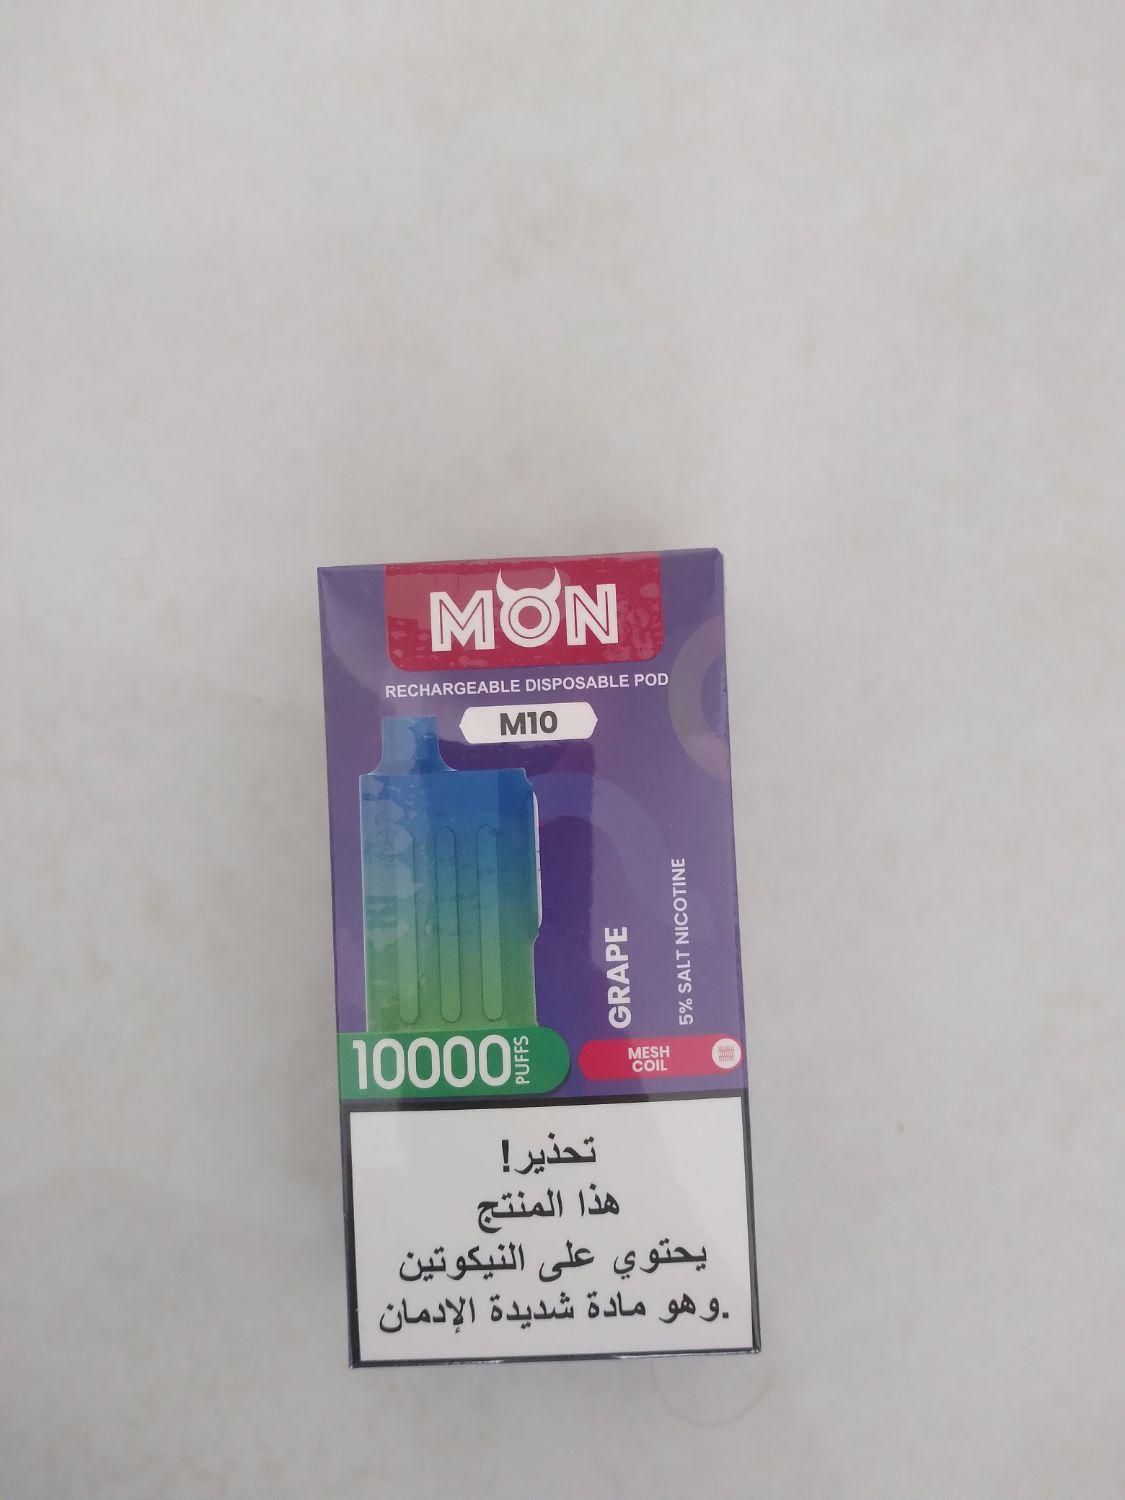 MON
RECHARGEABLE DISPOSABLE POD
M10
GRAPE
5% SALT NICOTINE
10000 PUFFS
MESH
COIL
تحذير!
هذا المنتج
يحتوي على النيكوتين
.وهو مادة شديدة الإدمان